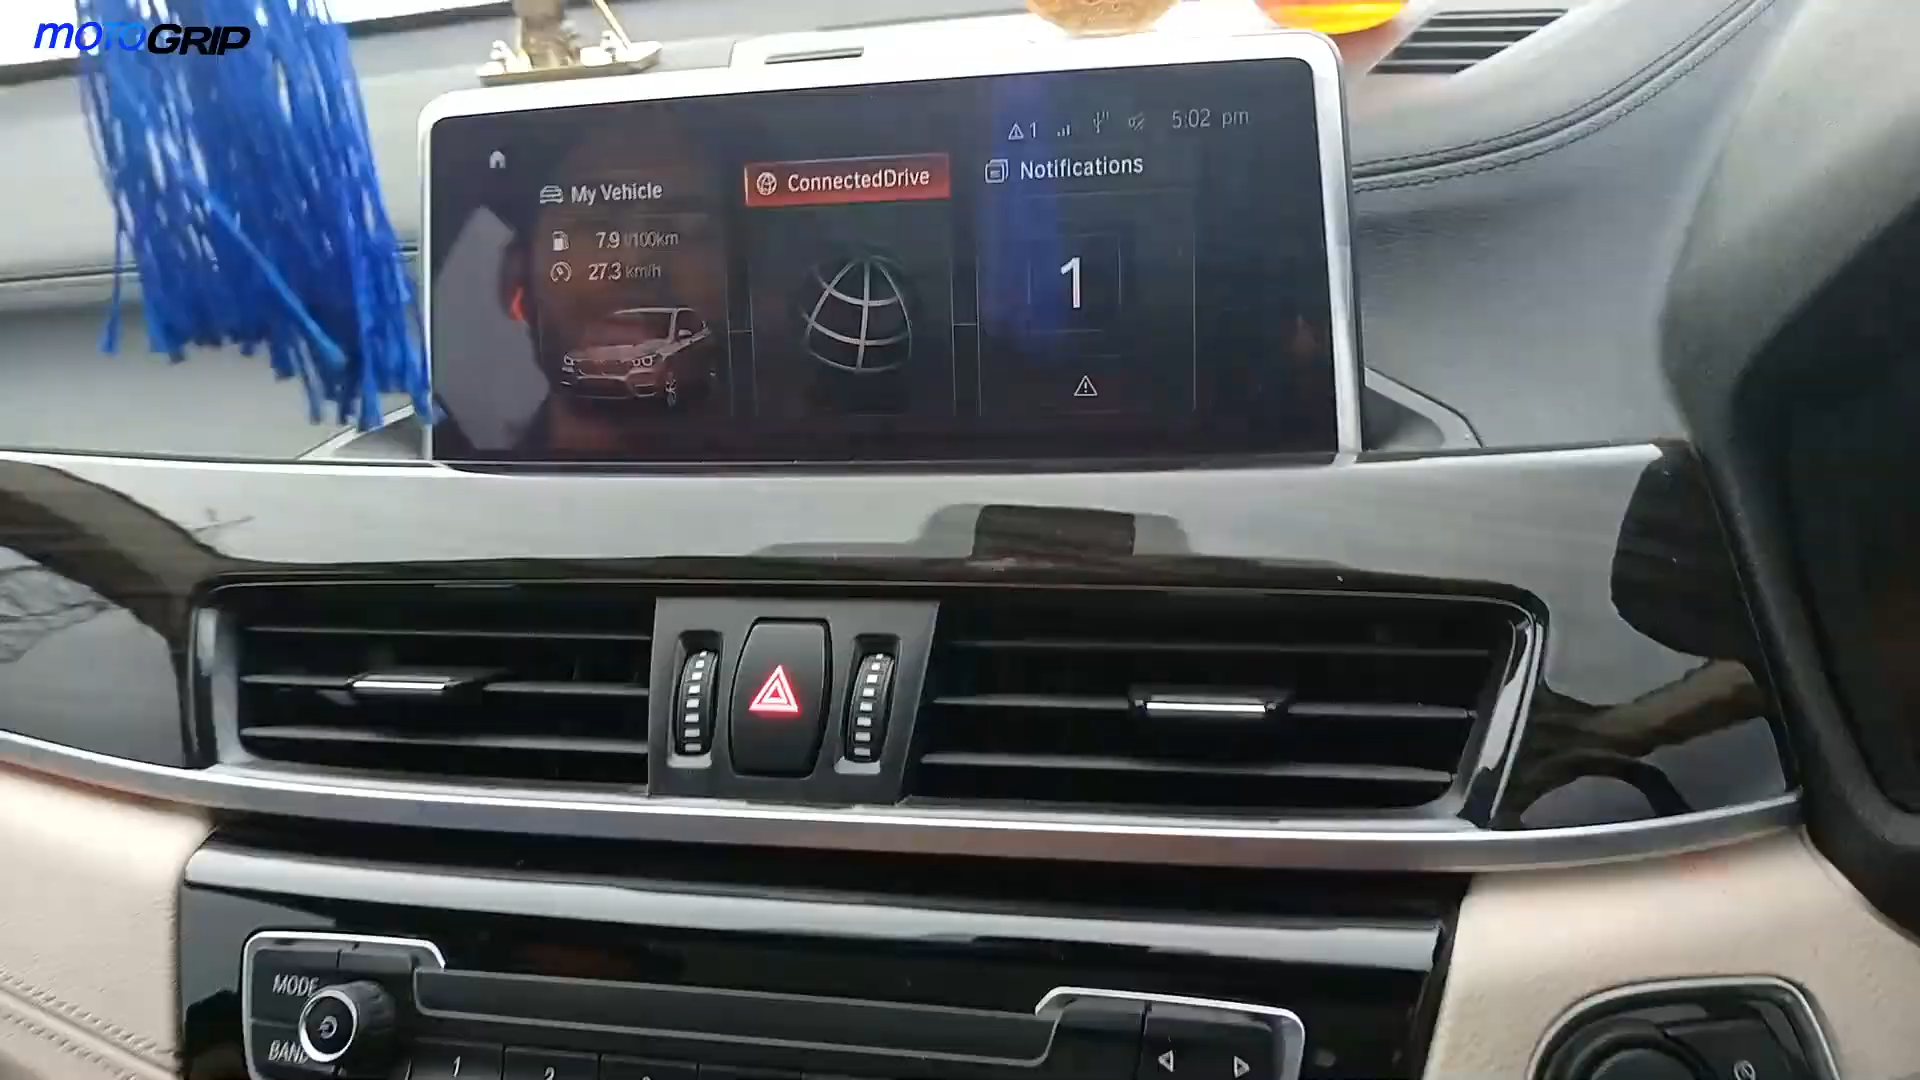 MOTOGRIP
1
5:02 pm
My Vehicle
ConnectedDrive
Notifications
7.9 l/100km
27.3 km/h
1
MODE
BAND
1
2